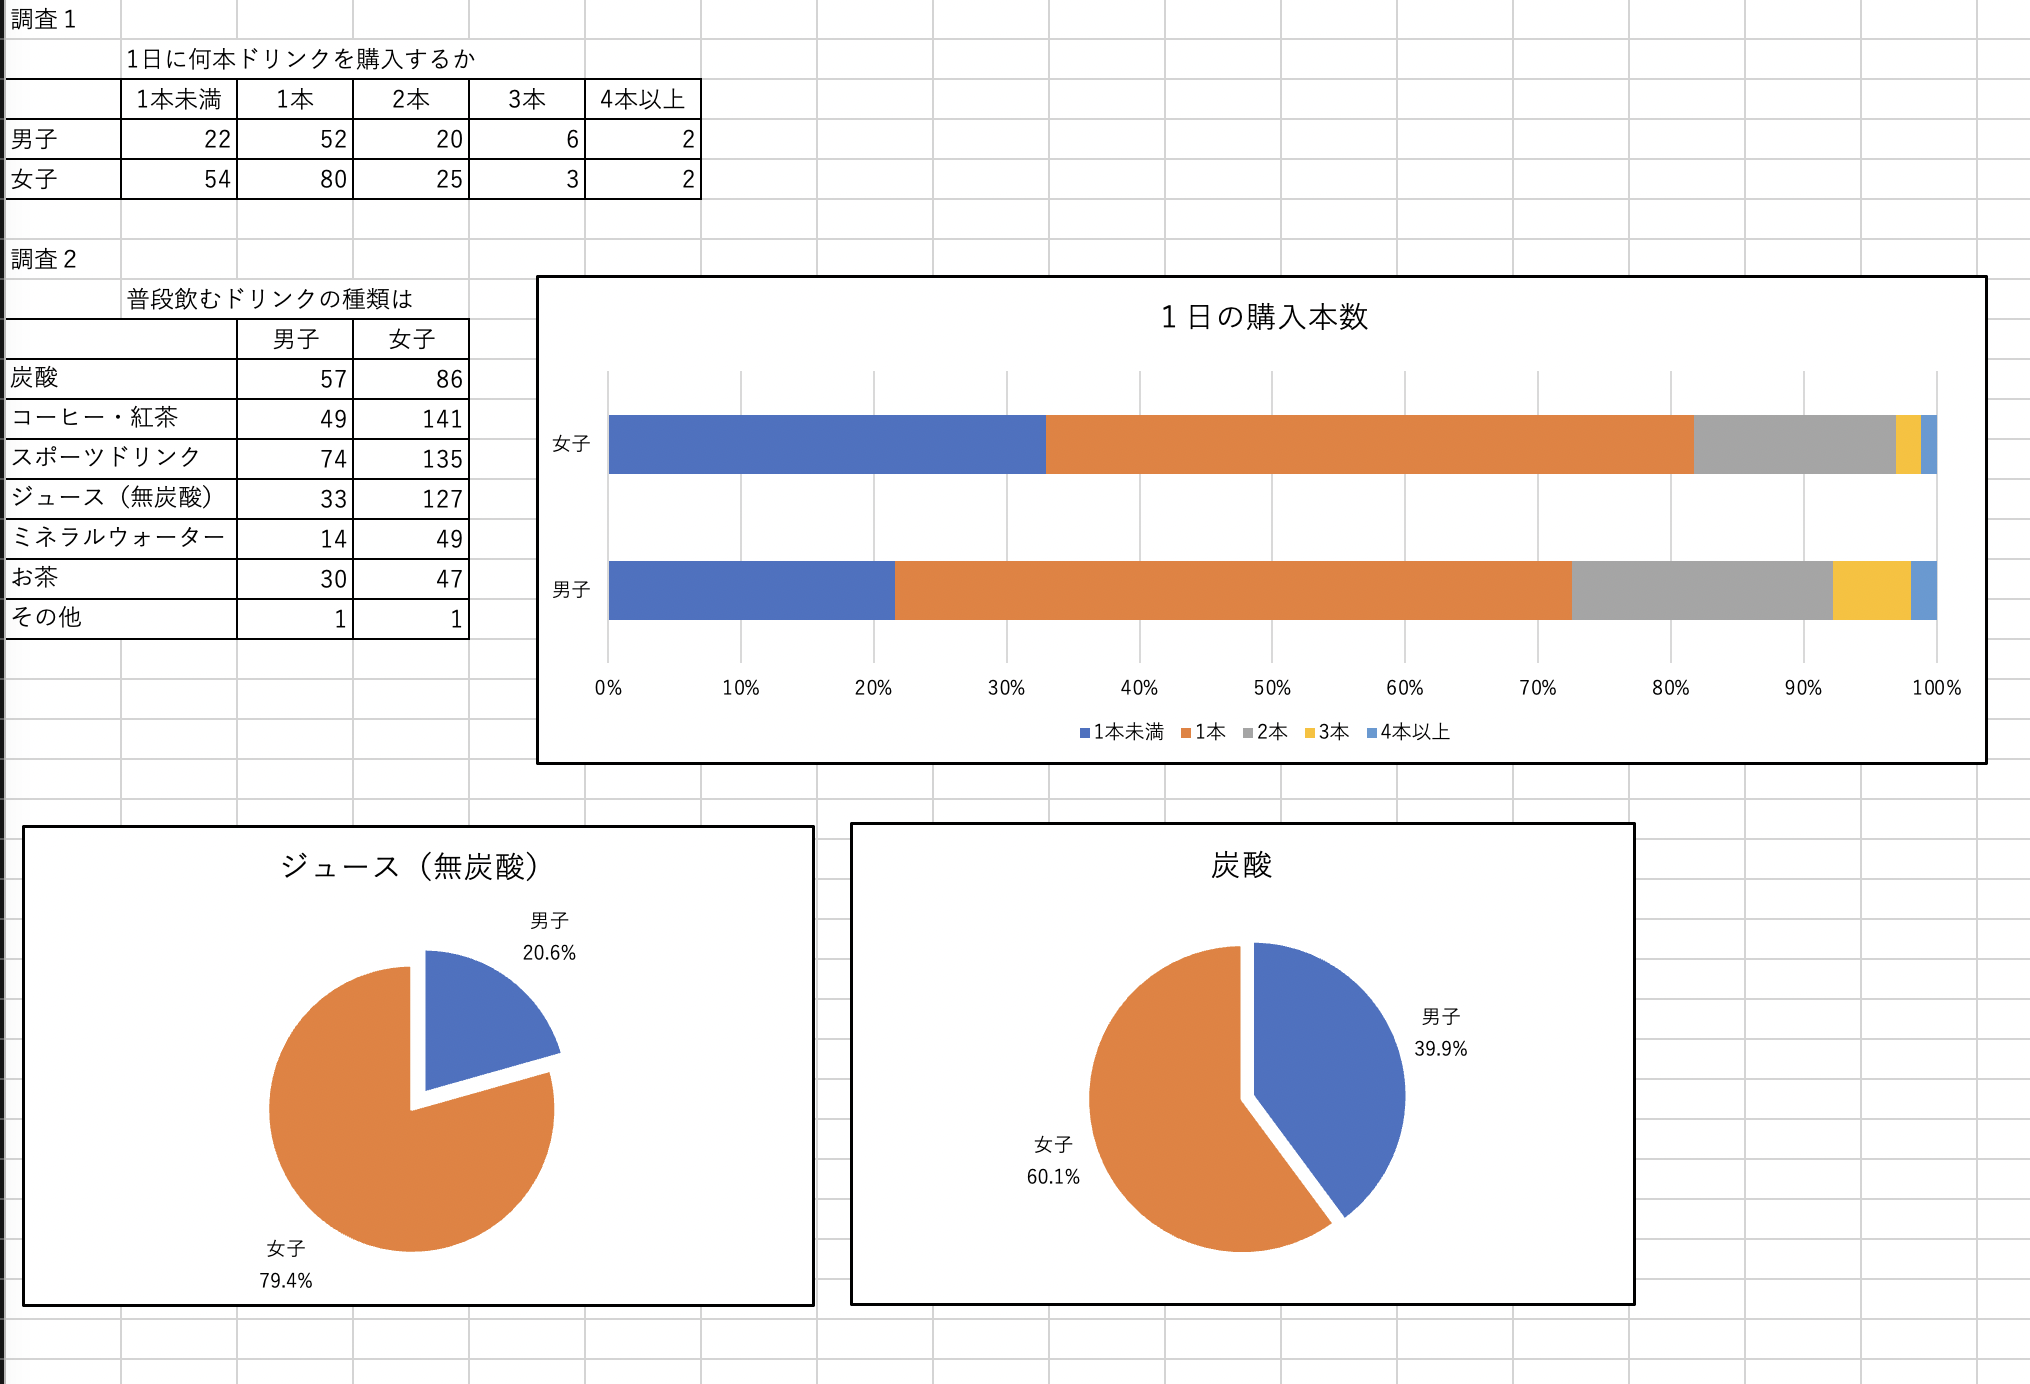 調査１
1日に何本ドリンクを購入するか
1本未満 1本 2本 3本 4本以上
男子 22 52 20 6 2
女子 54 80 25 3 2
調査２
普段飲むドリンクの種類は
男子 女子
炭酸 57 86
コーヒー・紅茶 49 141
スポーツドリンク 74 135
ジュース（無炭酸） 33 127
ミネラルウォーター 14 49
お茶 30 47
その他 1 1
１日の購入本数
女子
男子
0% 10% 20% 30% 40% 50% 60% 70% 80% 90% 100%
1本未満 1本 2本 3本 4本以上
ジュース（無炭酸）
男子
20.6%
女子
79.4%
炭酸
男子
39.9%
女子
60.1%